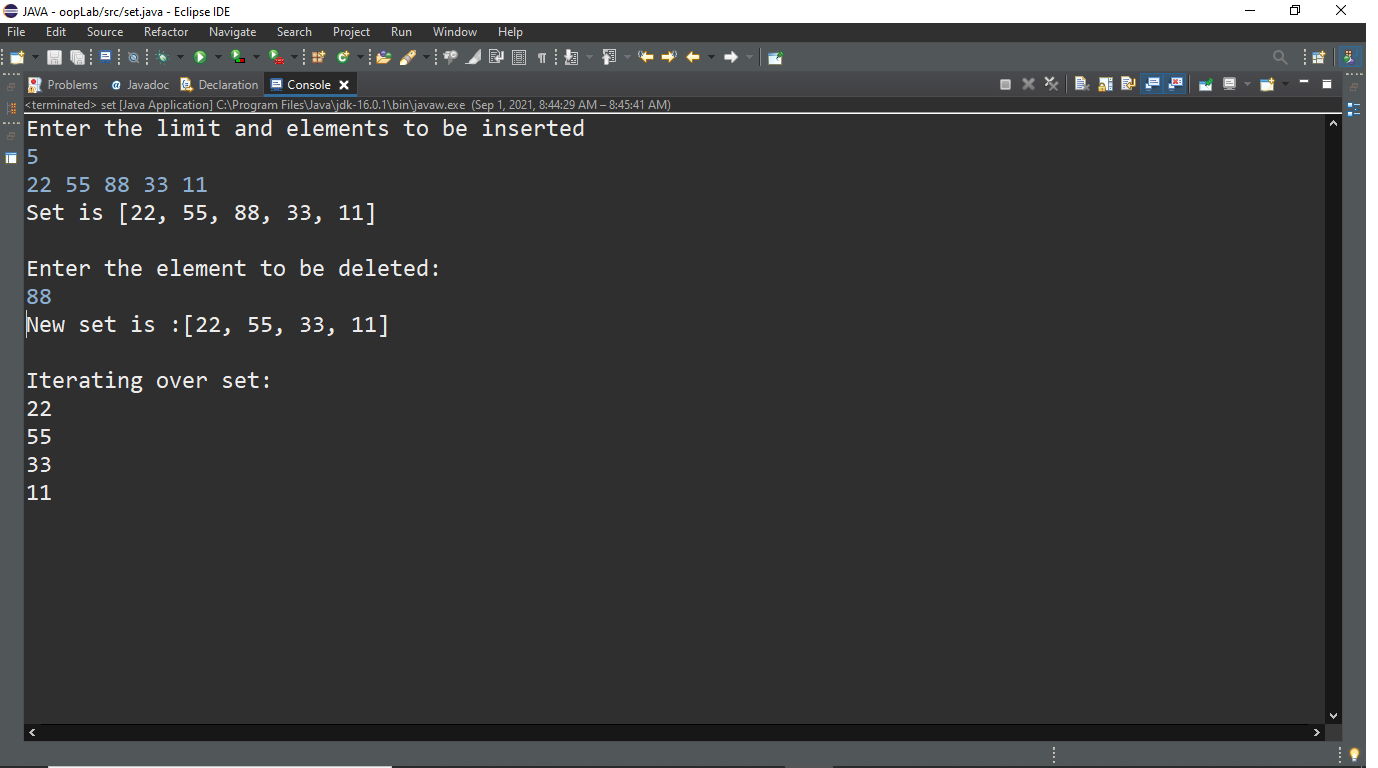 JAVA - oopLab/src/set.java - Eclipse IDE
File Edit Source Refactor Navigate Search Project Run Window Help
Problems @ Javadoc Declaration Console
<terminated> set [Java Application] C:\Program Files\Java\jdk-16.0.1\bin\javaw.exe (Sep 1, 2021, 8:44:29 AM – 8:45:41 AM)
Enter the limit and elements to be inserted
5
22 55 88 33 11
Set is [22, 55, 88, 33, 11]
Enter the element to be deleted:
88
New set is :[22, 55, 33, 11]
Iterating over set:
22
55
33
11